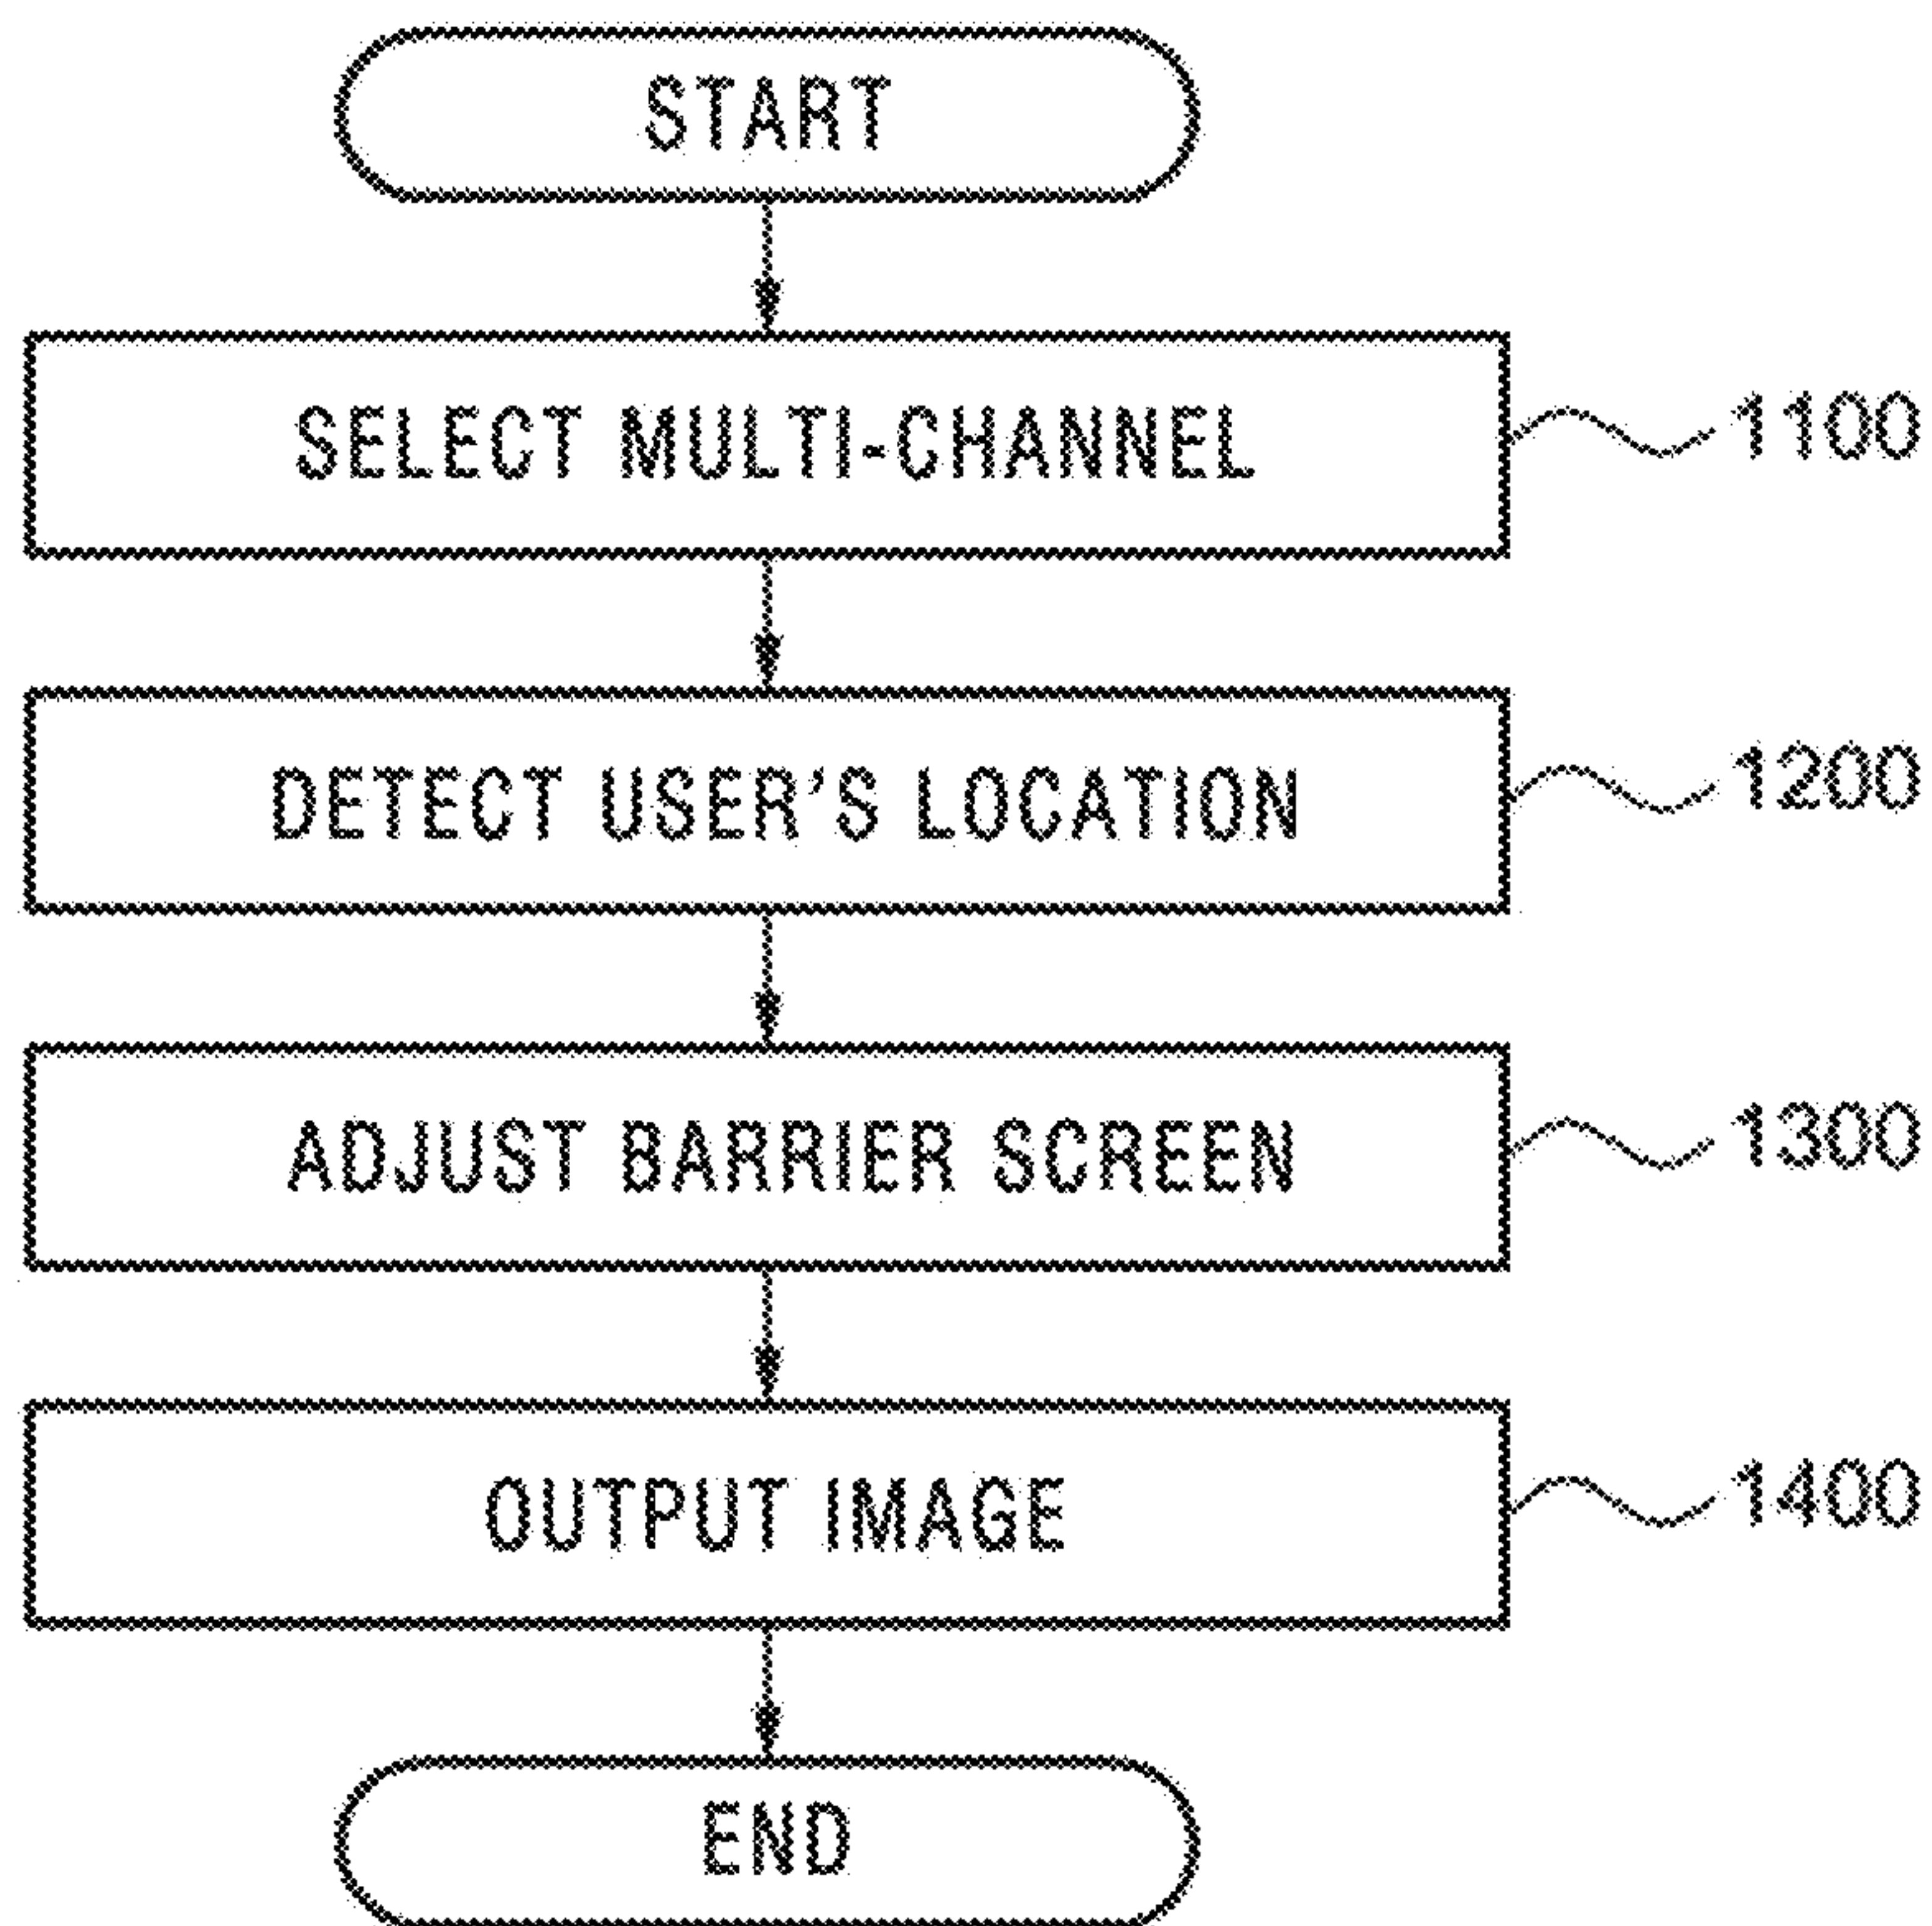 START
SELECT MULTI-CHANNEL
1100
DETECT USER'S LOCATION
1200
ADJUST BARRIER SCREEN
1300
OUTPUT IMAGE
1400
END